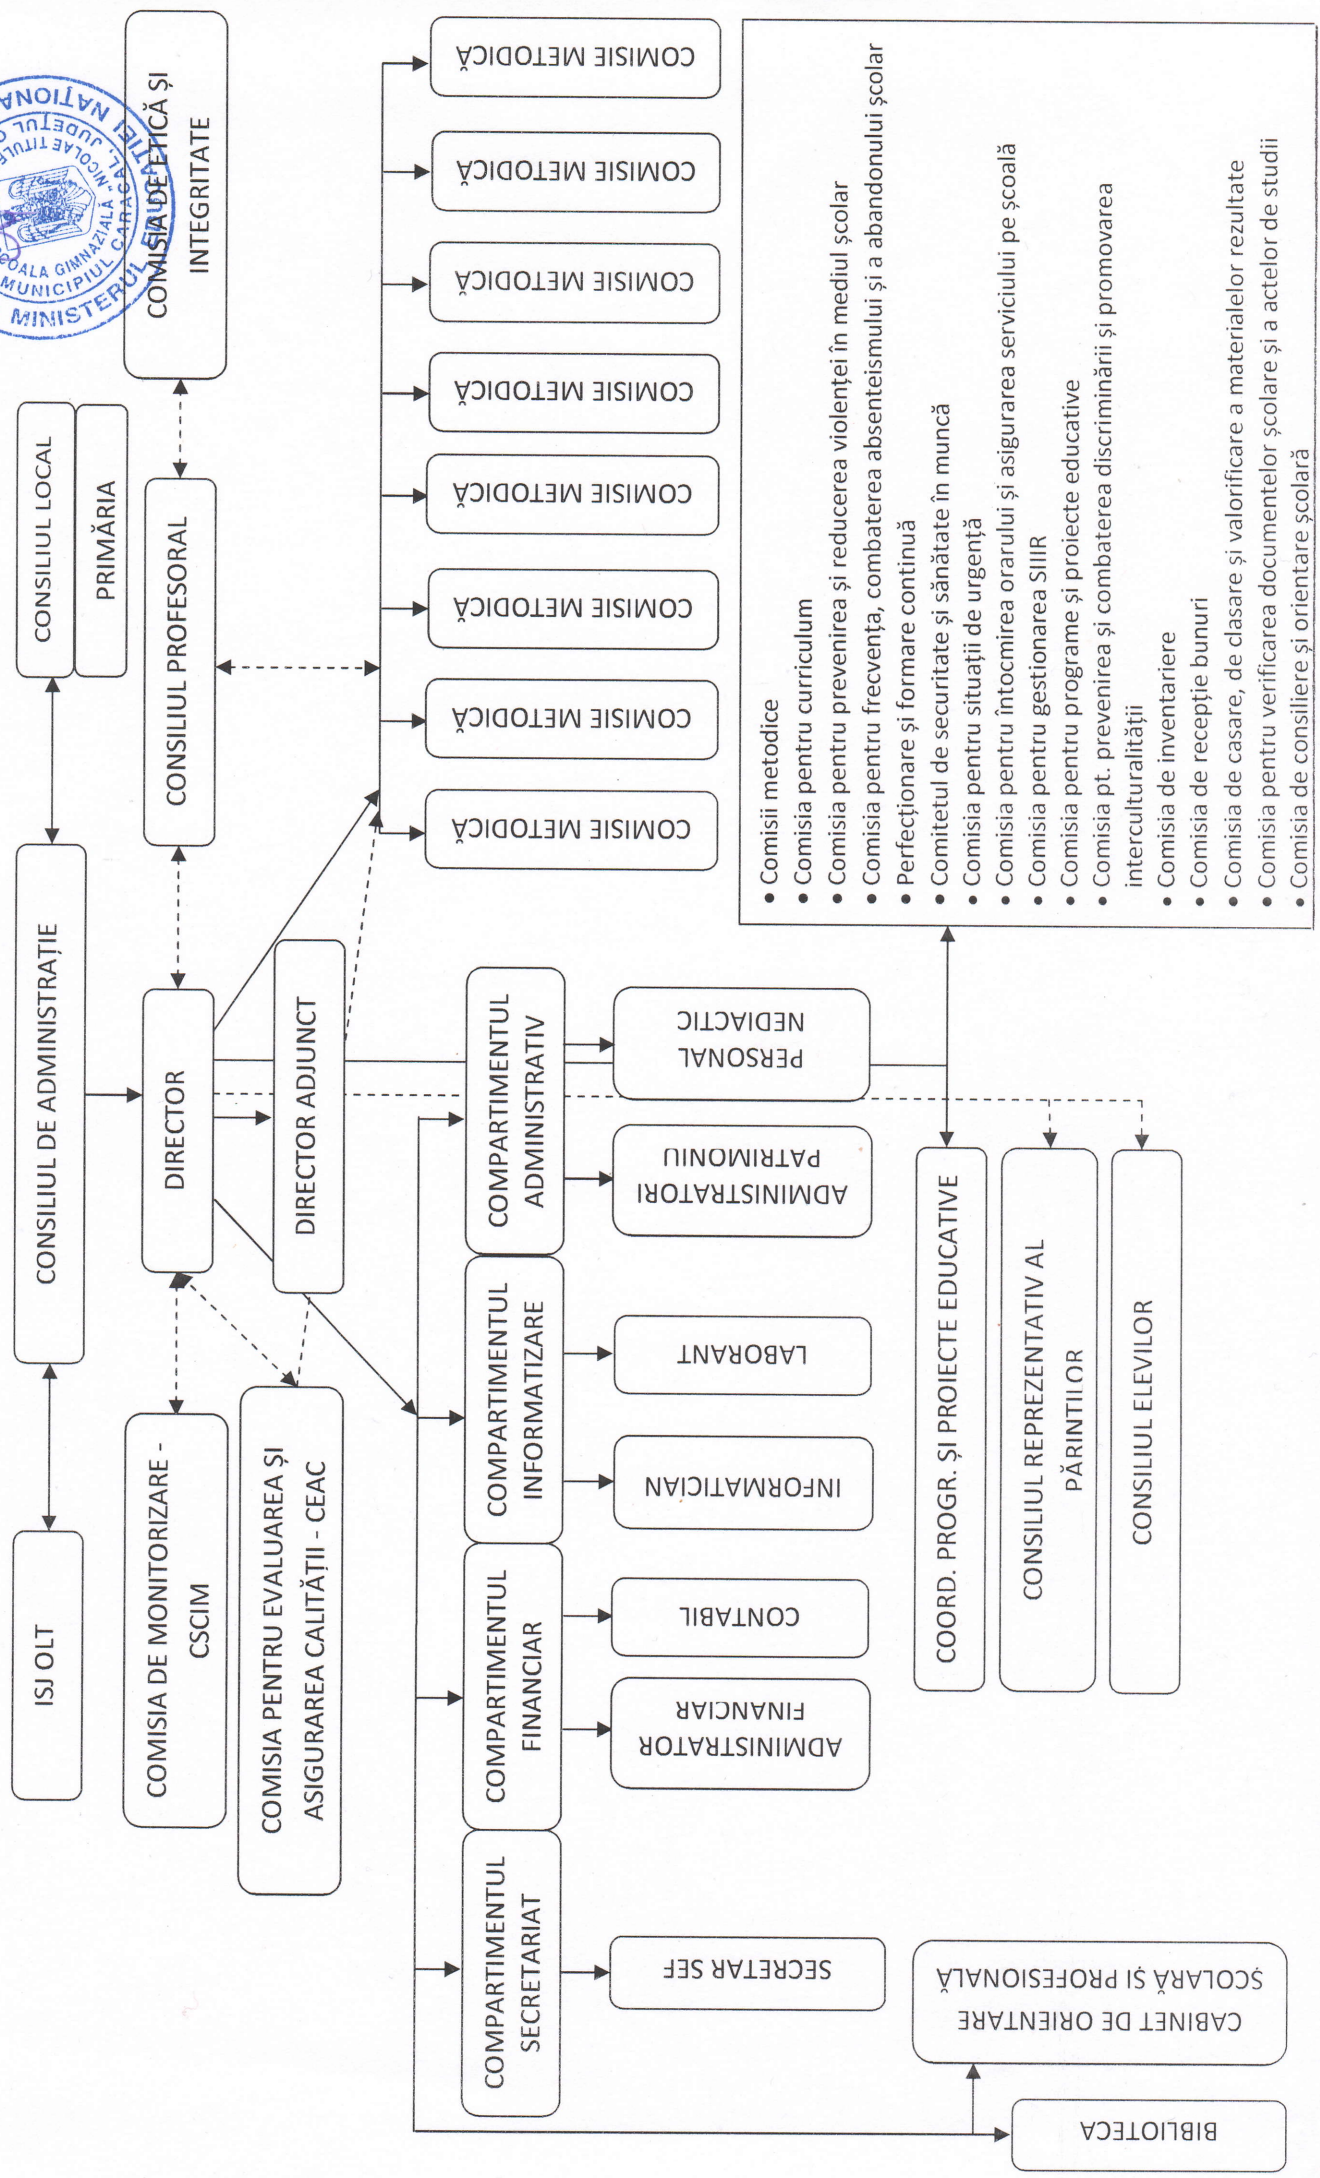 ISJ OLT
CONSILIUL DE ADMINISTRAȚIE
CONSILIUL LOCAL
PRIMĂRIA
MINISTERUL EDUCAȚIEI NAȚIONA
MUNICIPIUL CARACAL, JUDEȚUL
ȘCOALA GIMNAZIALĂ "NICOLAE TITULE
COMISIA DE MONITORIZARE -
CSCIM
DIRECTOR
CONSILIUL PROFESORAL
COMISIA DE ETICĂ ȘI
INTEGRITATE
COMISIA PENTRU EVALUAREA ȘI
ASIGURAREA CALITĂȚII - CEAC
DIRECTOR ADJUNCT
COMPARTIMENTUL
SECRETARIAT
COMPARTIMENTUL
FINANCIAR
COMPARTIMENTUL
INFORMATIZARE
COMPARTIMENTUL
ADMINISTRATIV
COMISIE METODICĂ
COMISIE METODICĂ
COMISIE METODICĂ
COMISIE METODICĂ
COMISIE METODICĂ
COMISIE METODICĂ
COMISIE METODICĂ
COMISIE METODICĂ
SECRETAR SEF
ADMINISTRATOR
FINANCIAR
CONTABIL
INFORMATICIAN
LABORANT
ADMINISTRATORI
PATRIMONIU
PERSONAL
NEDIACTIC
• Comisii metodice
• Comisia pentru curriculum
• Comisia pentru prevenirea și reducerea violenței în mediul școlar
• Comisia pentru frecvența, combaterea absenteismului și a abandonului școlar
• Perfecționare și formare continuă
• Comitetul de securitate și sănătate în muncă
• Comisia pentru situații de urgență
• Comisia pentru întocmirea orarului și asigurarea serviciului pe școală
• Comisia pentru gestionarea SIIIR
• Comisia pentru programe și proiecte educative
• Comisia pt. prevenirea și combaterea discriminării și promovarea
interculturalității
• Comisia de inventariere
• Comisia de recepție bunuri
• Comisia de casare, de clasare și valorificare a materialelor rezultate
• Comisia pentru verificarea documentelor școlare și a actelor de studii
• Comisia de consiliere și orientare școlară
COORD. PROGR. ȘI PROIECTE EDUCATIVE
CONSILIUL REPREZENTATIV AL
PĂRINTILOR
CONSILIUL ELEVILOR
CABINET DE ORIENTARE
ȘCOLARĂ ȘI PROFESIONALĂ
BIBLIOTECA